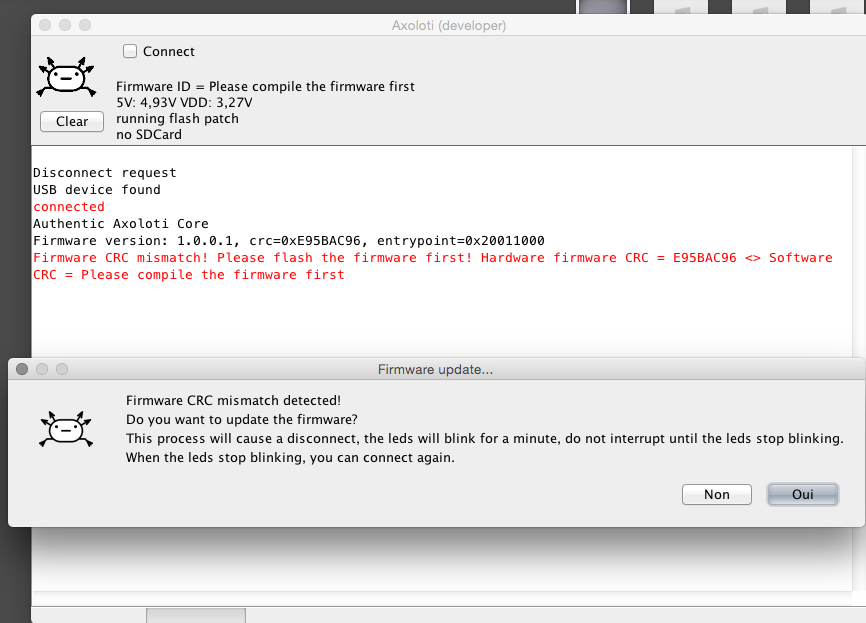 Axoloti (developer)
Connect
Firmware ID = Please compile the firmware first
5V: 4,93V VDD: 3,27V
running flash patch
Clear
no SDCard
Disconnect request
USB device found
connected
Authentic Axoloti Core
Firmware version: 1.0.0.1, crc=0xE95BAC96, entrypoint=0x20011000
Firmware CRC mismatch! Please flash the firmware first! Hardware firmware CRC = E95BAC96 <> Software
CRC = Please compile the firmware first
Firmware update...
Firmware CRC mismatch detected!
Do you want to update the firmware?
This process will cause a disconnect, the leds will blink for a minute, do not interrupt until the leds stop blinking.
When the leds stop blinking, you can connect again.
Non
Oui